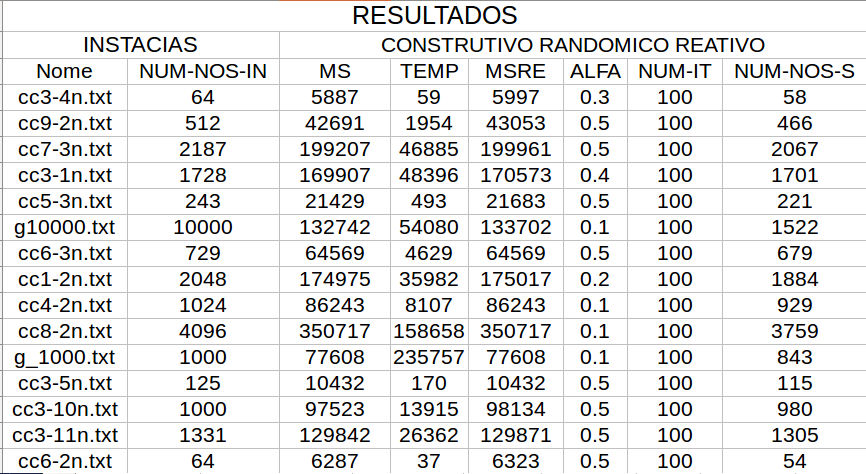 RESULTADOS
INSTACIAS CONSTRUTIVO RANDOMICO REATIVO
Nome NUM-NOS-IN MS TEMP MSRE ALFA NUM-IT NUM-NOS-S
cc3-4n.txt 64 5887 59 5997 0.3 100 58
cc9-2n.txt 512 42691 1954 43053 0.5 100 466
cc7-3n.txt 2187 199207 46885 199961 0.5 100 2067
cc3-1n.txt 1728 169907 48396 170573 0.4 100 1701
cc5-3n.txt 243 21429 493 21683 0.5 100 221
g10000.txt 10000 132742 54080 133702 0.1 100 1522
cc6-3n.txt 729 64569 4629 64569 0.5 100 679
cc1-2n.txt 2048 174975 35982 175017 0.2 100 1884
cc4-2n.txt 1024 86243 8107 86243 0.1 100 929
cc8-2n.txt 4096 350717 158658 350717 0.1 100 3759
g_1000.txt 1000 77608 235757 77608 0.1 100 843
cc3-5n.txt 125 10432 170 10432 0.5 100 115
cc3-10n.txt 1000 97523 13915 98134 0.5 100 980
cc3-11n.txt 1331 129842 26362 129871 0.5 100 1305
cc6-2n.txt 64 6287 37 6323 0.5 100 54